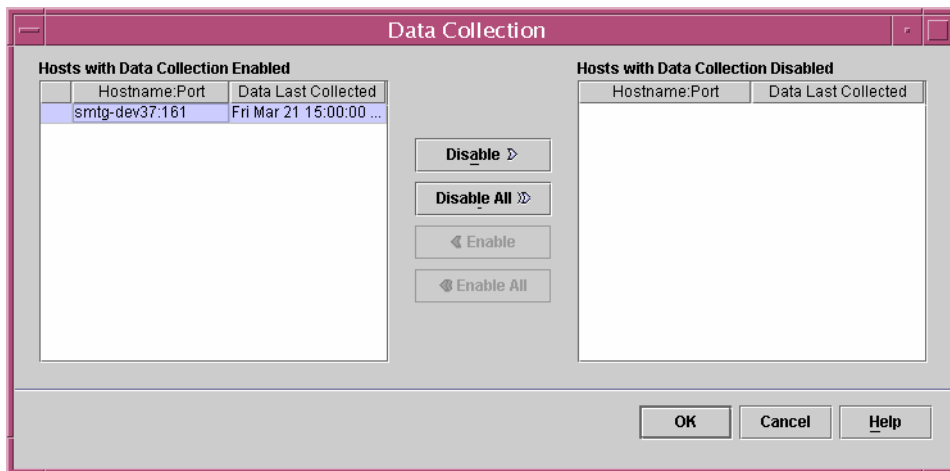 Data Collection
Hosts with Data Collection Enabled
Hostname:Port Data Last Collected
smtg-dev37:161 Fri Mar 21 15:00:00 ...
Disable
Disable All
Enable
Enable All
Hosts with Data Collection Disabled
Hostname:Port Data Last Collected
OK Cancel Help